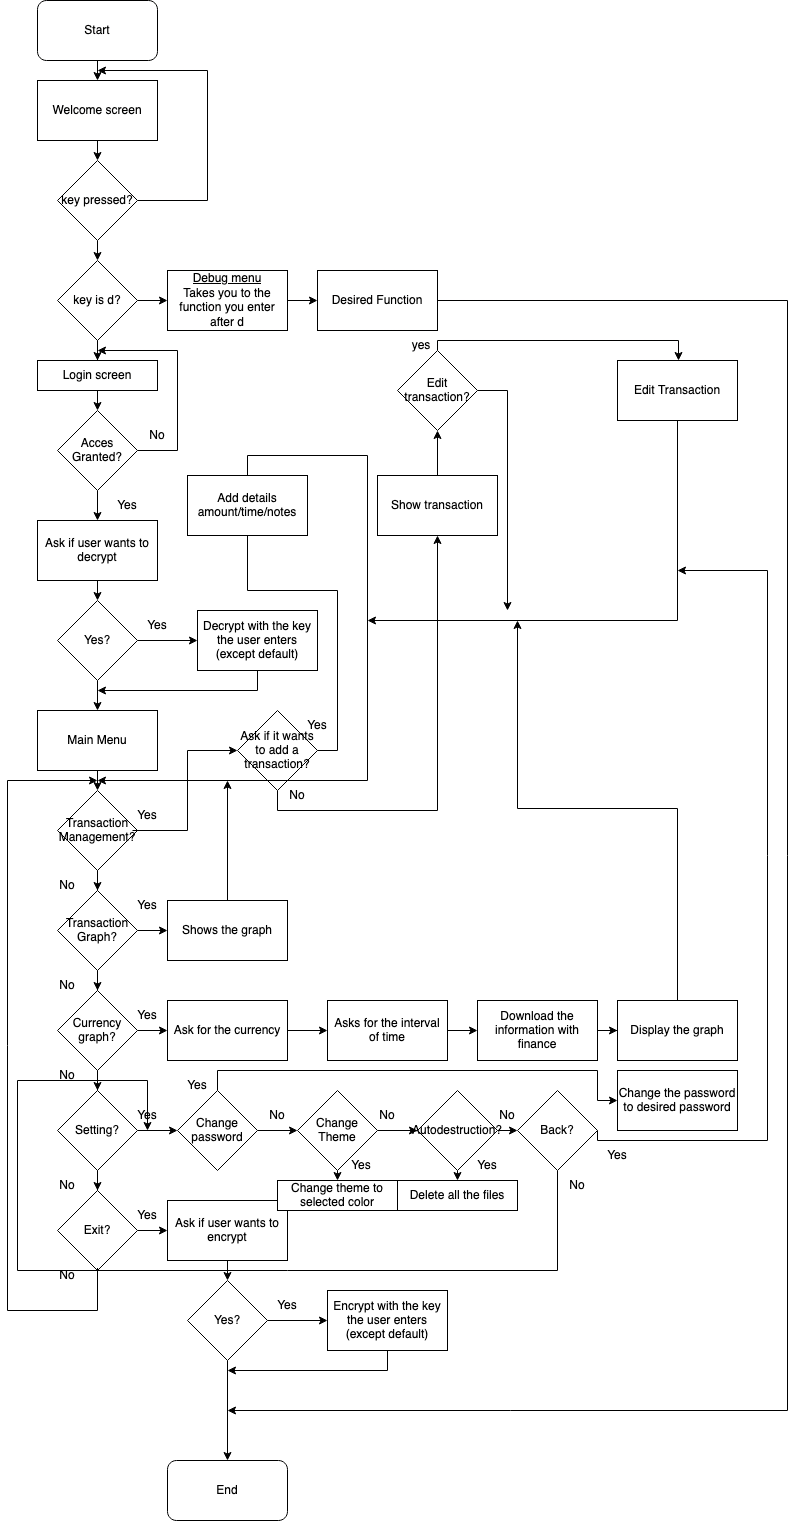 Start
Welcome screen
key pressed?
key is d?
Debug menu
Takes you to the
function you enter
after d
Desired Function
Login screen
yes
Edit
transaction?
Edit Transaction
Acces
Granted?
No
Yes
Add details
amount/time/notes
Show transaction
Ask if user wants to
decrypt
Yes?
Yes
Decrypt with the key
the user enters
(except default)
Main Menu
Ask if it wants
to add a
transaction?
Yes
No
Transaction
Management?
Yes
No
Transaction
Graph?
Yes
Shows the graph
No
Currency
graph?
Yes
Ask for the currency
Asks for the interval
of time
Download the
information with
finance
Display the graph
No
Setting?
Yes
Change
password
Yes
No
Change
Theme
No
Autodestruction?
No
Back?
Change the password
to desired password
Yes
Yes
Yes
No
Change theme to
selected color
Delete all the files
No
Exit?
Yes
Ask if user wants to
encrypt
No
Yes?
Yes
Encrypt with the key
the user enters
(except default)
End